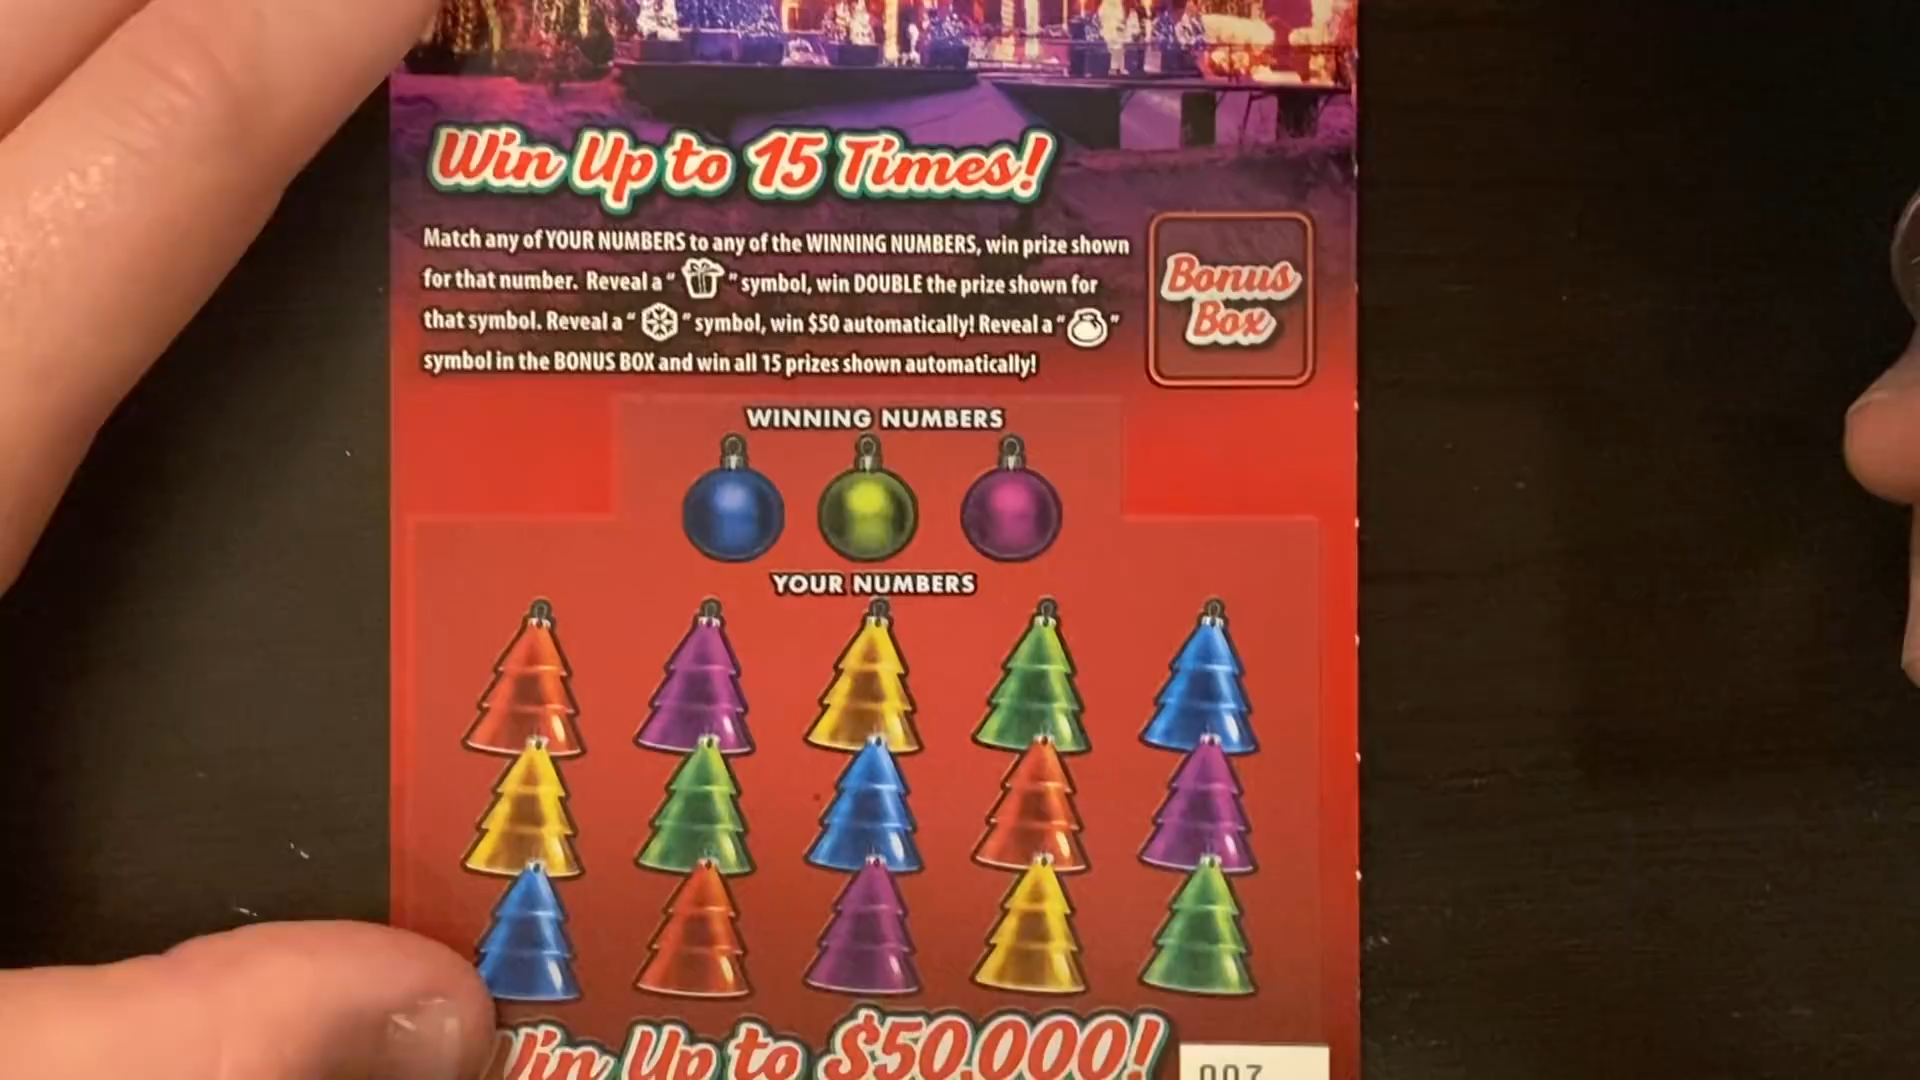 Win Up to 15 Times!
Match any of YOUR NUMBERS to any of the WINNING NUMBERS, win prize shown
for that number. Reveal a " " symbol, win DOUBLE the prize shown for
that symbol. Reveal a " " symbol, win $50 automatically! Reveal a " "
symbol in the BONUS BOX and win all 15 prizes shown automatically!
Bonus
Box
WINNING NUMBERS
YOUR NUMBERS
Win Up to $50,000!
003